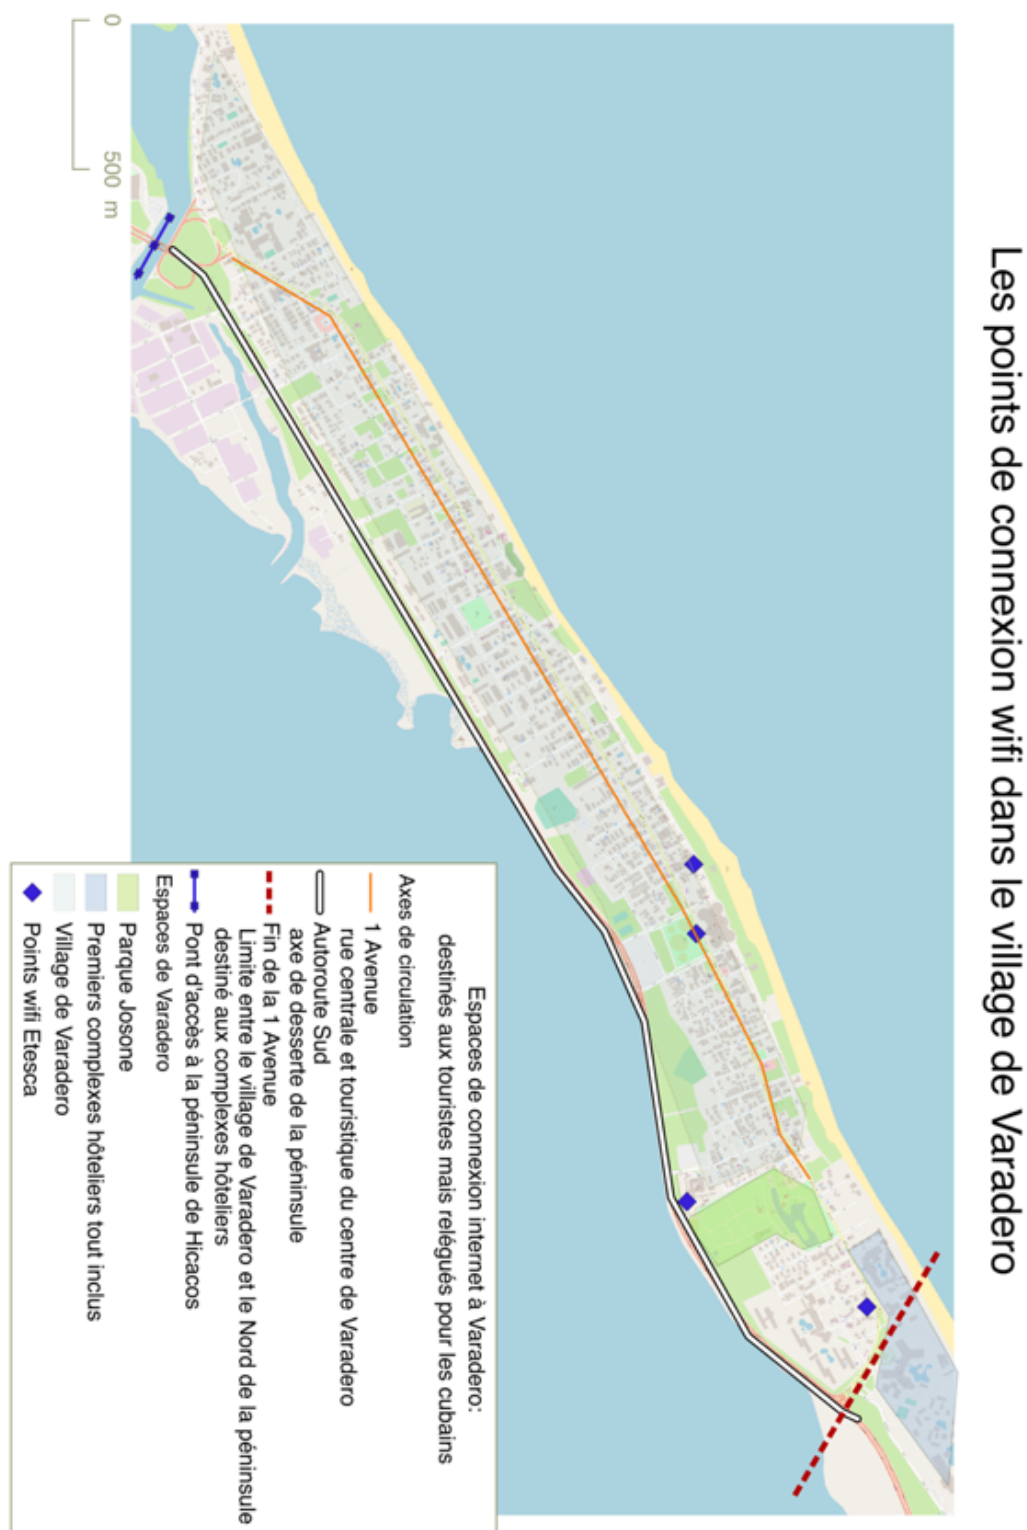 Les points de connexion wifi dans le village de Varadero
0
500 m
Espaces de connexion internet à Varadero:
destinés aux touristes mais relégués pour les cubains
Axes de circulation
1 Avenue
rue centrale et touristique du centre de Varadero
Autoroute Sud
axe de desserte de la péninsule
Fin de la 1 Avenue
Limite entre le village de Varadero et le Nord de la péninsule
destiné aux complexes hôteliers
Pont d'accès à la péninsule de Hicacos
Espaces de Varadero
Parque Josone
Premiers complexes hôteliers tout inclus
Village de Varadero
Points wifi Etesca